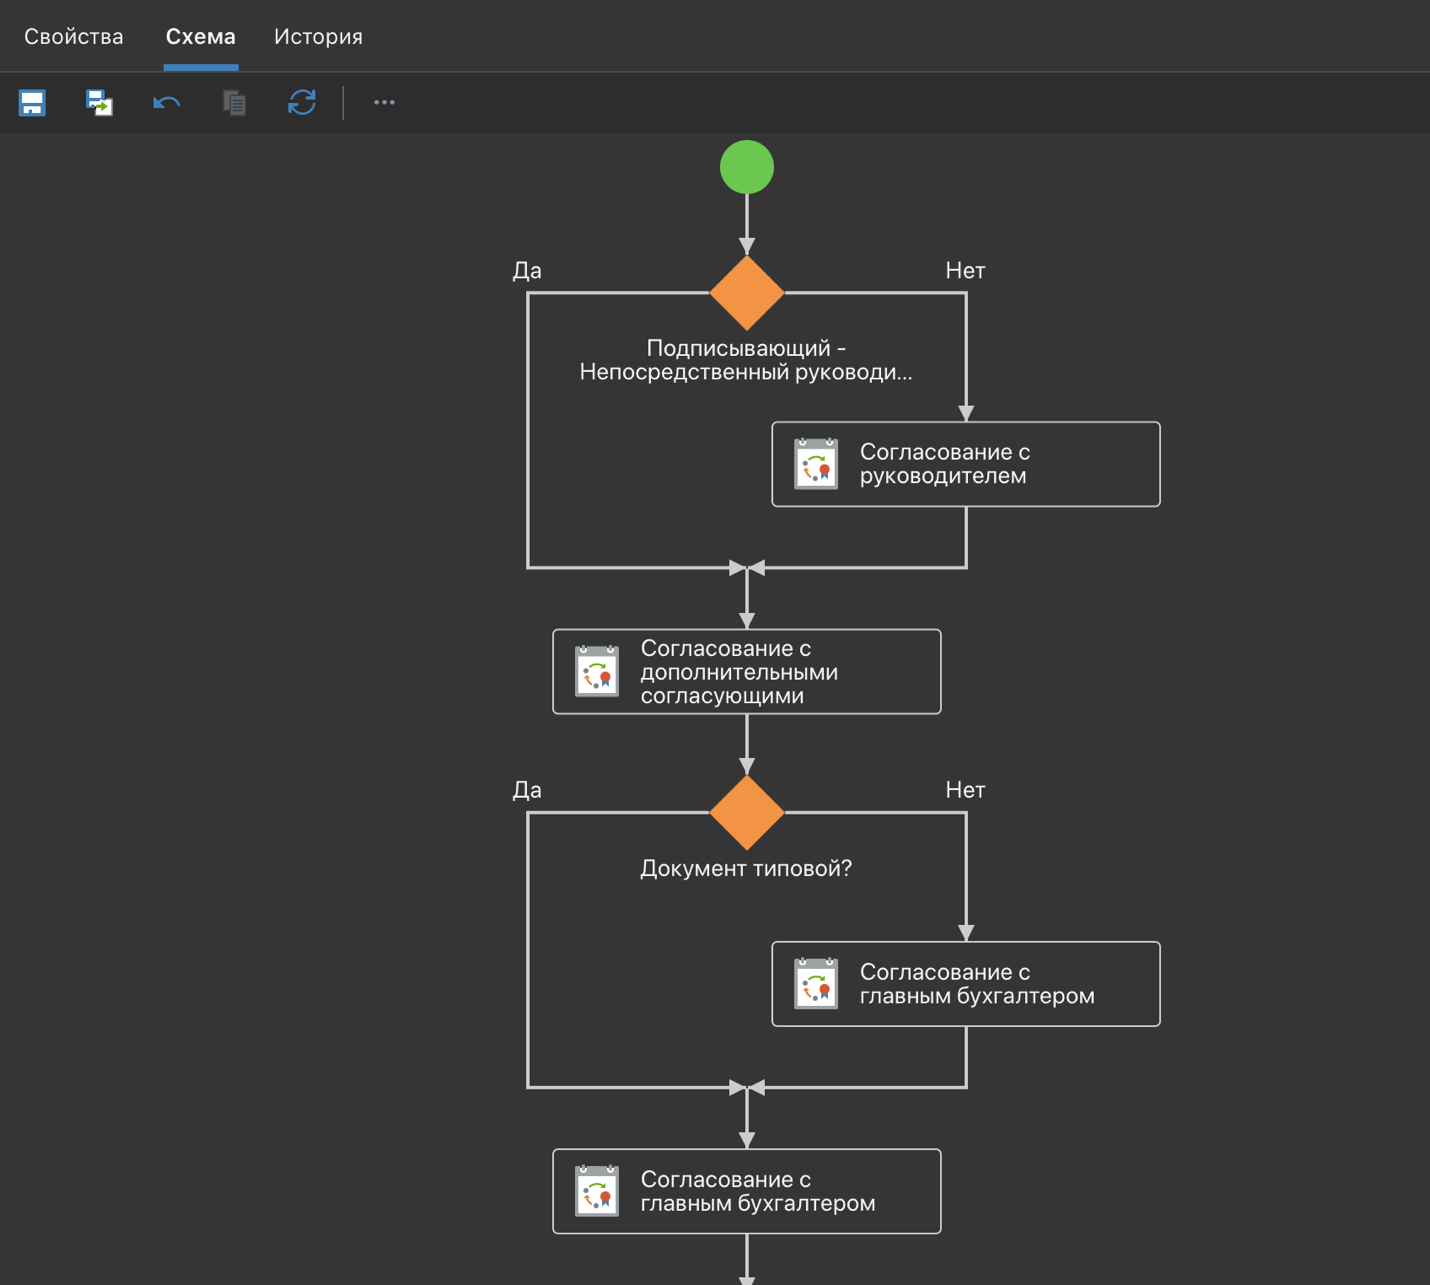 Свойства Схема История
Да Нет
Подписывающий -
Непосредственный руководи...
Согласование с
руководителем
Согласование с
дополнительными
согласующими
Да Нет
Документ типовой?
Согласование с
главным бухгалтером
Согласование с
главным бухгалтером